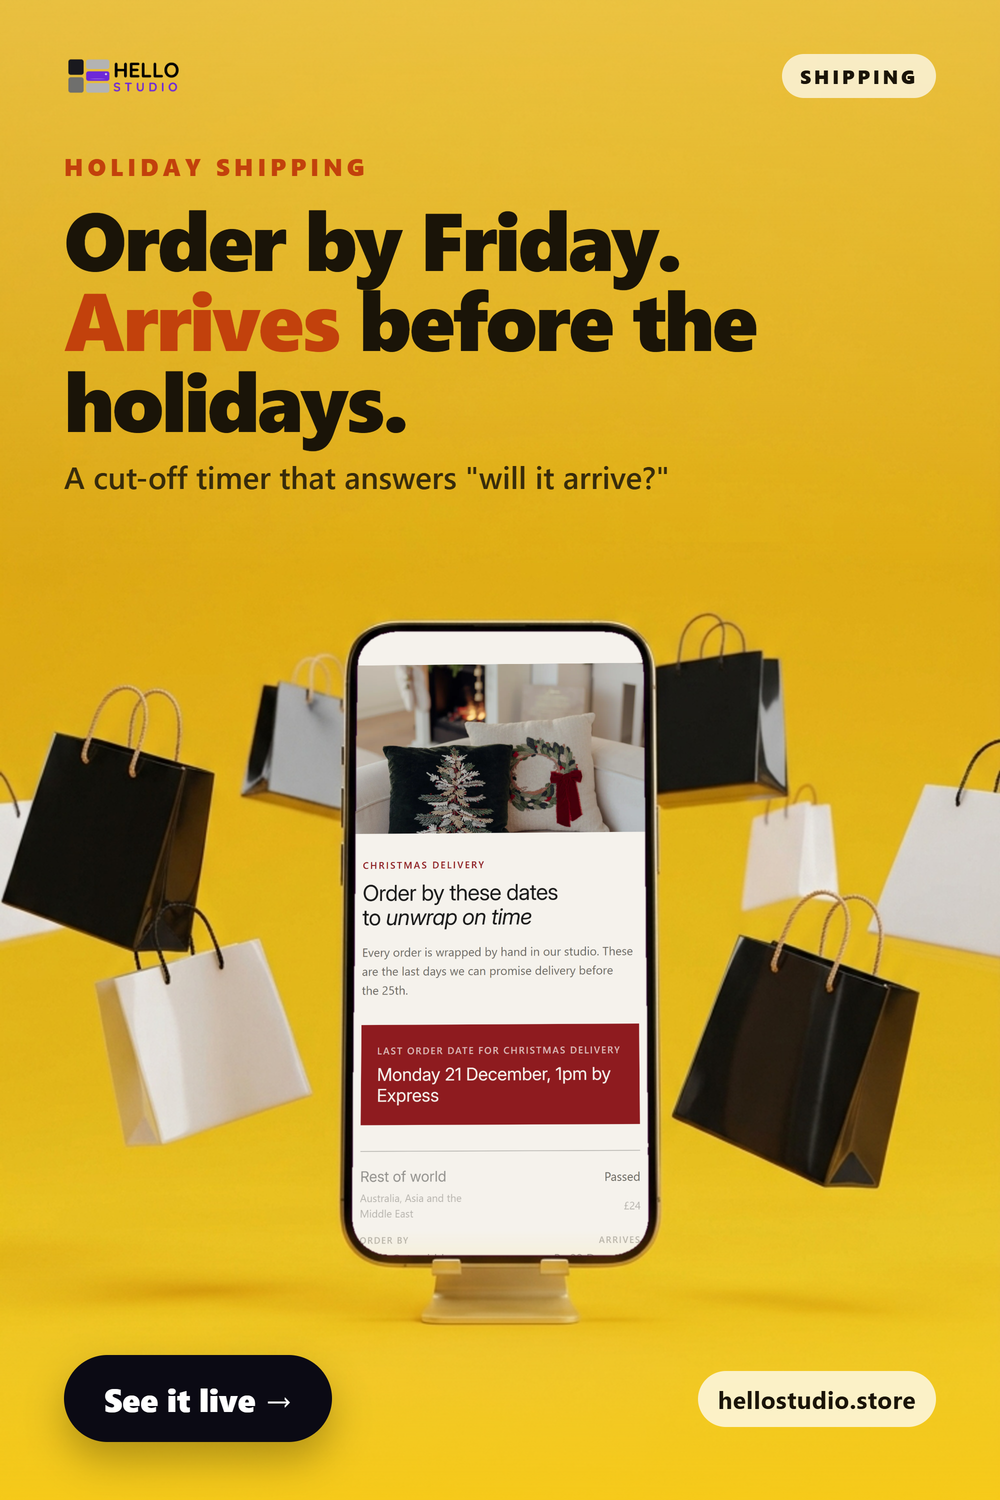 HELLO
STUDIO
SHIPPING
HOLIDAY SHIPPING
Order by Friday.
Arrives before the
holidays.
A cut-off timer that answers "will it arrive?"
CHRISTMAS DELIVERY
Order by these dates
to unwrap on time
Every order is wrapped by hand in our studio. These
are the last days we can promise delivery before
the 25th.
LAST ORDER DATE FOR CHRISTMAS DELIVERY
Monday 21 December, 1pm by
Express
Rest of world Passed
Australia, Asia and the
Middle East
£24
ORDER BY ARRIVES
See it live →
hellostudio.store